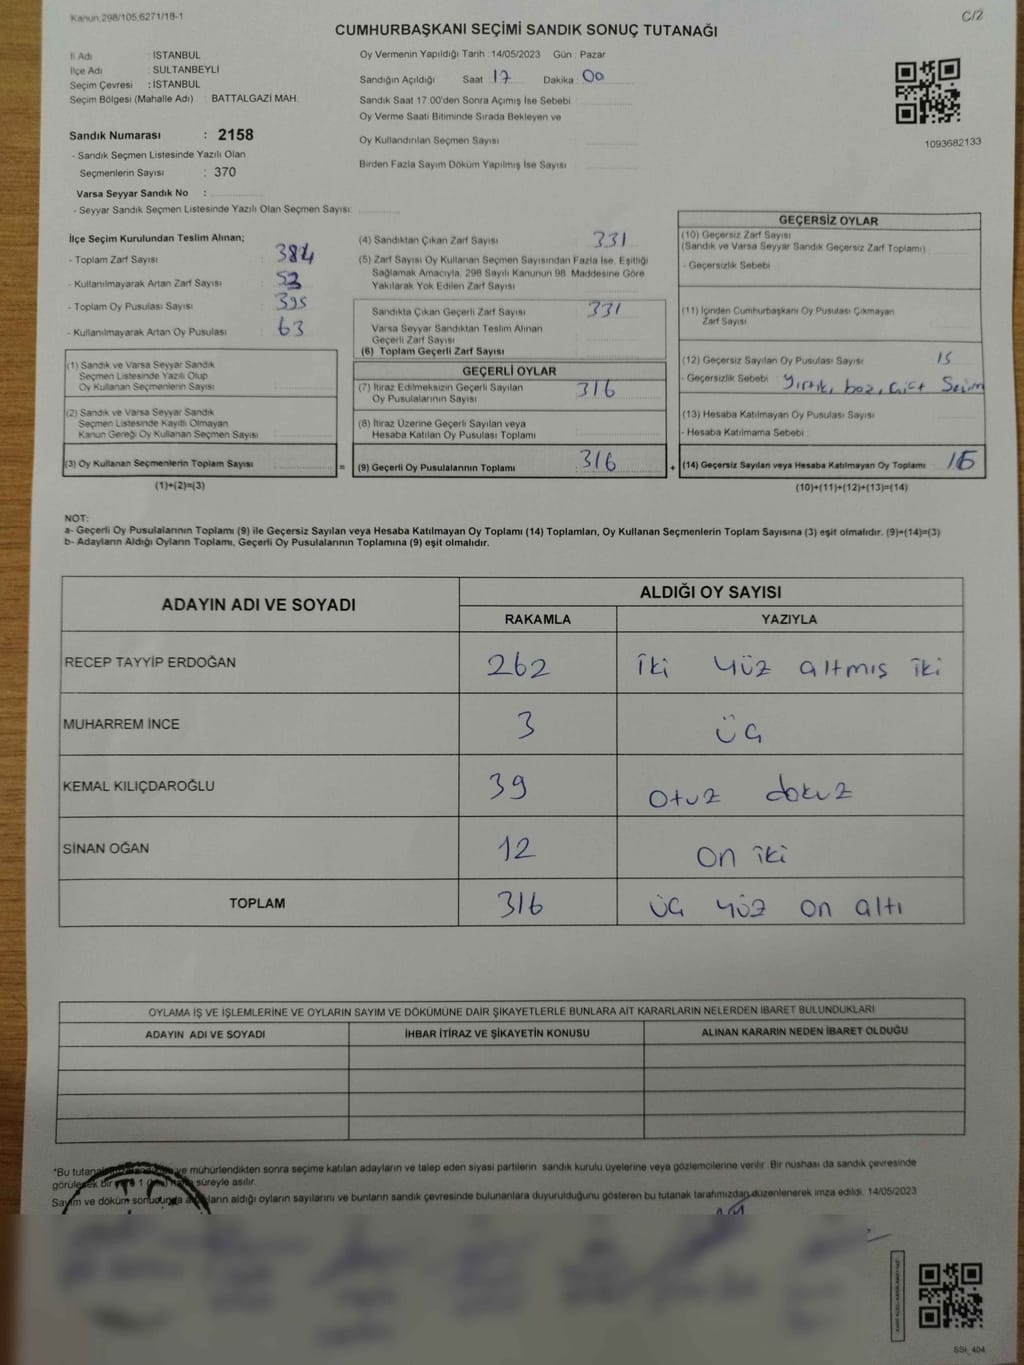 Kanun,298/105,6271/18-1
C/2
CUMHURBAŞKANI SEÇİMİ SANDIK SONUÇ TUTANAĞI
İl Adı : İSTANBUL
İlçe Adı : SULTANBEYLİ
Seçim Çevresi : İSTANBUL
Seçim Bölgesi (Mahalle Adı) BATTALGAZİ MAH.
Sandık Numarası : 2158
- Sandık Seçmen Listesinde Yazılı Olan
Seçmenlerin Sayısı : 370
Varsa Seyyar Sandık No :
- Seyyar Sandık Seçmen Listesinde Yazılı Olan Seçmen Sayısı:
Oy Vermenin Yapıldığı Tarih :14/05/2023 Gün : Pazar
Sandığın Açıldığı Saat 17 Dakika : 00
Sandık Saat 17:00'den Sonra Açımış İse Sebebi
Oy Verme Saati Bitiminde Sırada Bekleyen ve
Oy Kullandırılan Seçmen Sayısı
Birden Fazla Sayım Döküm Yapılmış İse Sayısı
1093682133
İlçe Seçim Kurulundan Teslim Alınan;
- Toplam Zarf Sayısı : 384
- Kullanılmayarak Artan Zarf Sayısı : 53
- Toplam Oy Pusulası Sayısı : 395
- Kullanılmayarak Artan Oy Pusulası : 63
(1) Sandık ve Varsa Seyyar Sandık
Seçmen Listesinde Yazılı Olup
Oy Kullanan Seçmenlerin Sayısı
(2) Sandık ve Varsa Seyyar Sandık
Seçmen Listesinde Kayıtlı Olmayan
Kanun Gereği Oy Kullanan Seçmen Sayısı
(3) Oy Kullanan Seçmenlerin Toplam Sayısı
(1)+(2)=(3)
(4) Sandıktan Çıkan Zarf Sayısı 331
(5) Zarf Sayısı Oy Kullanan Seçmen Sayısından Fazla İse, Eşitliği
Sağlamak Amacıyla, 298 Sayılı Kanunun 98. Maddesine Göre
Yakılarak Yok Edilen Zarf Sayısı
Sandıkta Çıkan Geçerli Zarf Sayısı 331
Varsa Seyyar Sandıktan Teslim Alınan
Geçerli Zarf Sayısı
(6) Toplam Geçerli Zarf Sayısı
GEÇERLİ OYLAR
(7) İtiraz Edilmeksizin Geçerli Sayılan
Oy Pusulalarının Sayısı 316
(8) İtiraz Üzerine Geçerli Sayılan veya
Hesaba Katılan Oy Pusulası Toplamı
= (9) Geçerli Oy Pusulalarının Toplamı 316
GEÇERSİZ OYLAR
(10) Geçersiz Zarf Sayısı
(Sandık ve Varsa Seyyar Sandık Geçersiz Zarf Toplamı)
- Geçersizlik Sebebi
(11) İçinden Cumhurbaşkanı Oy Pusulası Çıkmayan
Zarf Sayısı
(12) Geçersiz Sayılan Oy Pusulası Sayısı 15
- Geçersizlik Sebebi Yırtık, boz, Çift Seçim
(13) Hesaba Katılmayan Oy Pusulası Sayısı
- Hesaba Katılmama Sebebi
+ (14) Geçersiz Sayılan veya Hesaba Katılmayan Oy Toplamı 15
(10)+(11)+(12)+(13)=(14)
NOT:
a- Geçerli Oy Pusulalarının Toplamı (9) ile Geçersiz Sayılan veya Hesaba Katılmayan Oy Toplamı (14) Toplamları, Oy Kullanan Seçmenlerin Toplam Sayısına (3) eşit olmalıdır. (9)+(14)=(3)
b- Adayların Aldığı Oyların Toplamı, Geçerli Oy Pusulalarının Toplamına (9) eşit olmalıdır.
ADAYIN ADI VE SOYADI
ALDIĞI OY SAYISI
RAKAMLA YAZIYLA
RECEP TAYYİP ERDOĞAN 262 iki yüz altmış iki
MUHARREM İNCE 3 üç
KEMAL KILIÇDAROĞLU 39 otuz dokuz
SİNAN OĞAN 12 on iki
TOPLAM 316 üç yüz on altı
OYLAMA İŞ VE İŞLEMLERİNE VE OYLARIN SAYIM VE DÖKÜMÜNE DAİR ŞİKAYETLERLE BUNLARA AİT KARARLARIN NELERDEN İBARET BULUNDUKLARI
ADAYIN ADI VE SOYADI İHBAR İTİRAZ VE ŞİKAYETİN KONUSU ALINAN KARARIN NEDEN İBARET OLDUĞU
*Bu ve mühürlendikten sonra seçime katılan adayların ve talep eden siyasi partilerin sandık kurulu üyelerine veya gözlemcilerine verilir. Bir nüshası da sandık çevresinde
görülecek bir süreyle asılır.
Sayım ve döküm sonucunda aldığı oyların sayılarını ve bunların sandık çevresinde bulunanlara duyurulduğunu gösteren bu tutanak tarafımızdan düzenlenerek imza edildi. 14/05/2023
SSI_404